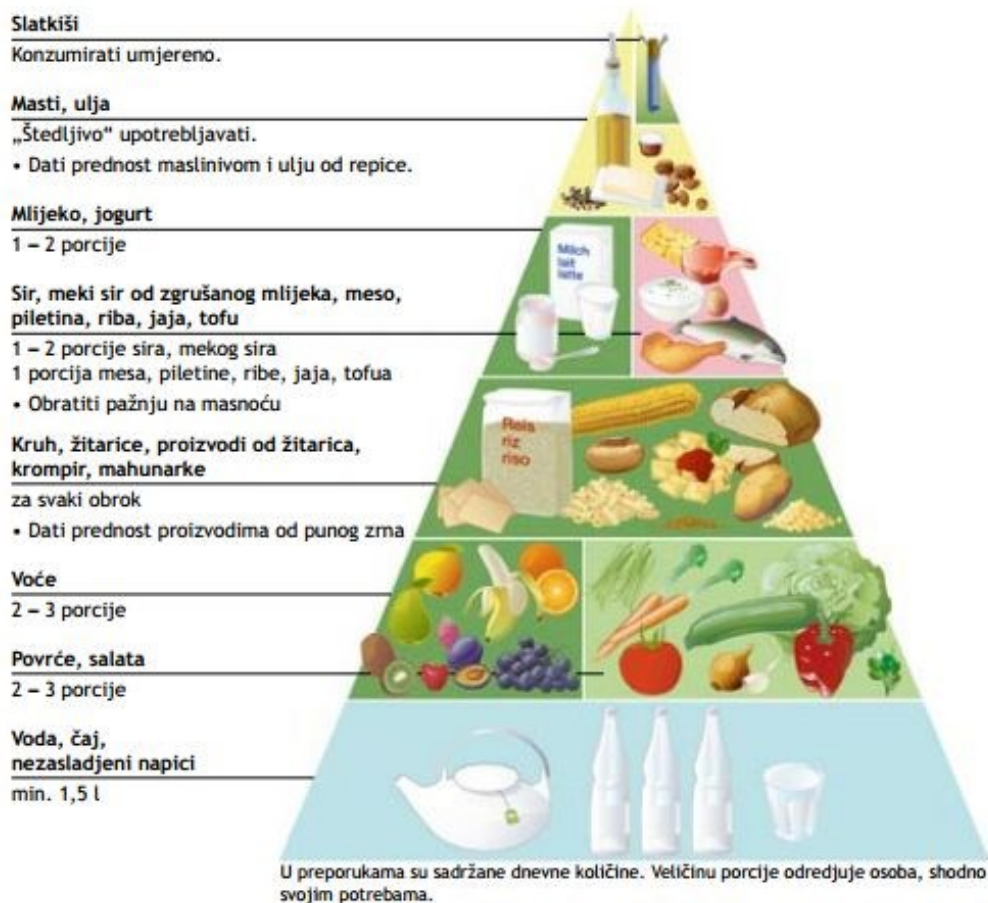 Slatkiši
Konzumirati umjereno.
Masti, ulja
„Štedljivo“ upotrebljavati.
• Dati prednost maslinivom i ulju od repice.
Mlijeko, jogurt
1 – 2 porcije
Sir, meki sir od zgrušanog mlijeka, meso,
piletina, riba, jaja, tofu
1 – 2 porcije sira, mekog sira
1 porcija mesa, piletine, ribe, jaja, tofua
• Obratiti pažnju na masnoću
Kruh, žitarice, proizvodi od žitarica,
krompir, mahunarke
za svaki obrok
• Dati prednost proizvodima od punog zrna
Voće
2 – 3 porcije
Povrće, salata
2 – 3 porcije
Voda, čaj,
nezasladjeni napici
min. 1,5 l
Milch
lait
latte
Reis
riz
riso
U preporukama su sadržane dnevne količine. Veličinu porcije odredjuje osoba, shodno
svojim potrebama.